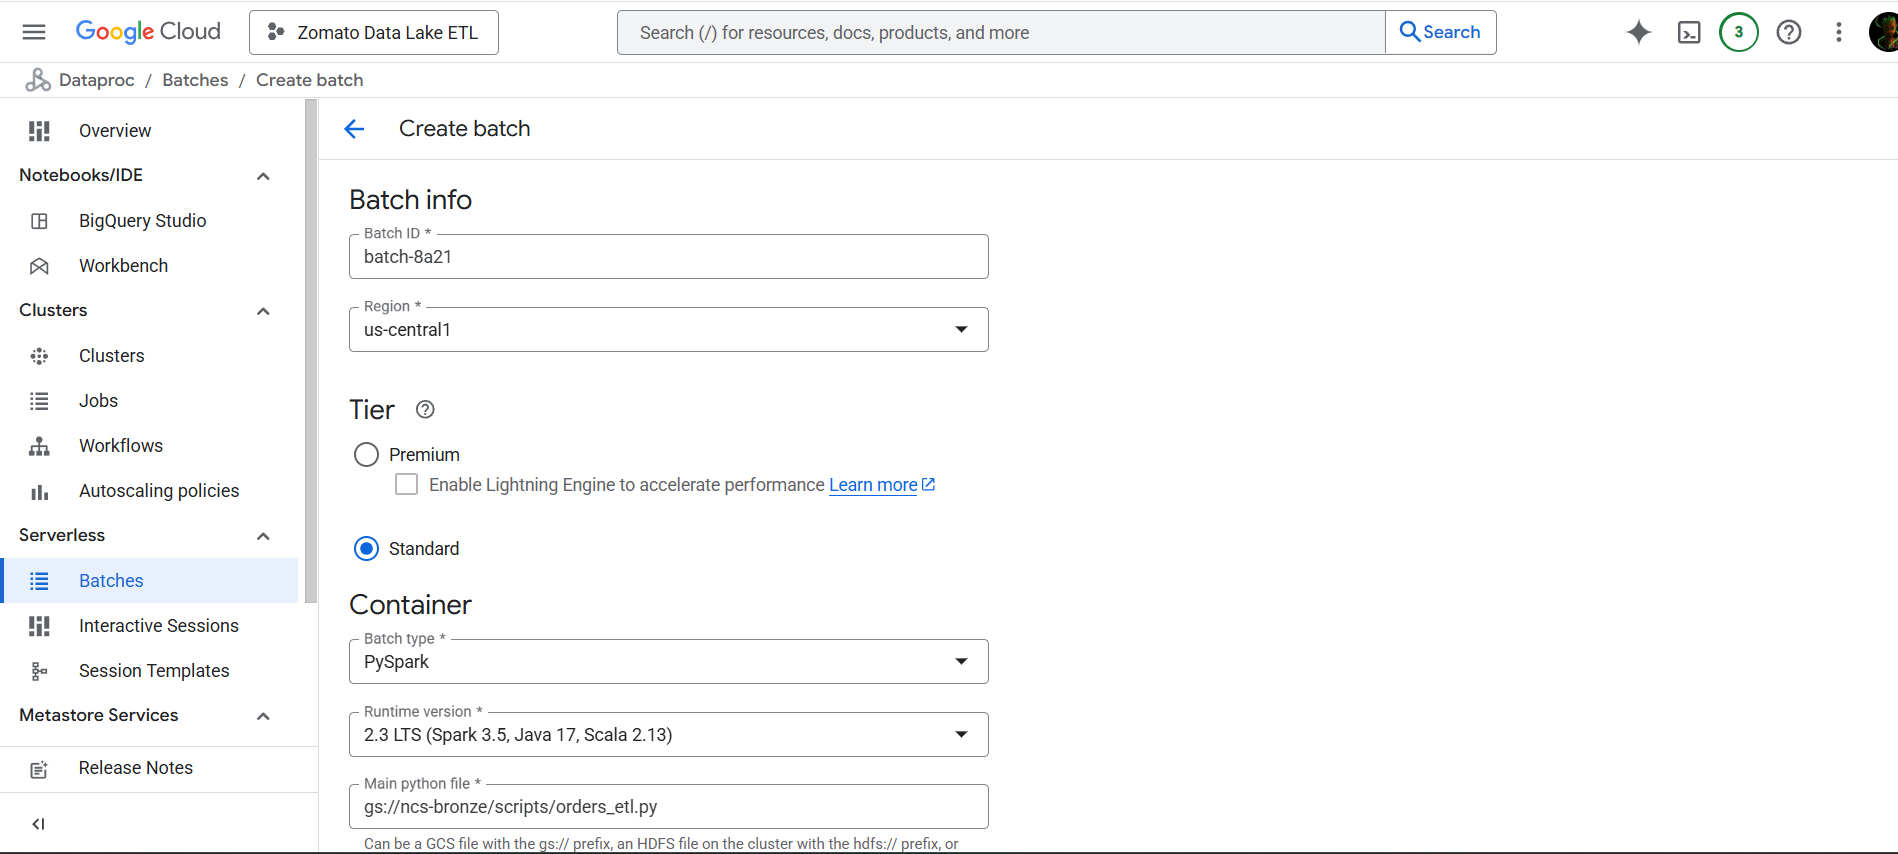 Google Cloud
Zomato Data Lake ETL
Search (/) for resources, docs, products, and more
Search
3
Dataproc / Batches / Create batch
Overview
Notebooks/IDE
BigQuery Studio
Workbench
Clusters
Clusters
Jobs
Workflows
Autoscaling policies
Serverless
Batches
Interactive Sessions
Session Templates
Metastore Services
Release Notes
Create batch
Batch info
Batch ID *
batch-8a21
Region *
us-central1
Tier
Premium
Enable Lightning Engine to accelerate performance Learn more
Standard
Container
Batch type *
PySpark
Runtime version *
2.3 LTS (Spark 3.5, Java 17, Scala 2.13)
Main python file *
gs://ncs-bronze/scripts/orders_etl.py
Can be a GCS file with the gs:// prefix, an HDFS file on the cluster with the hdfs:// prefix, or